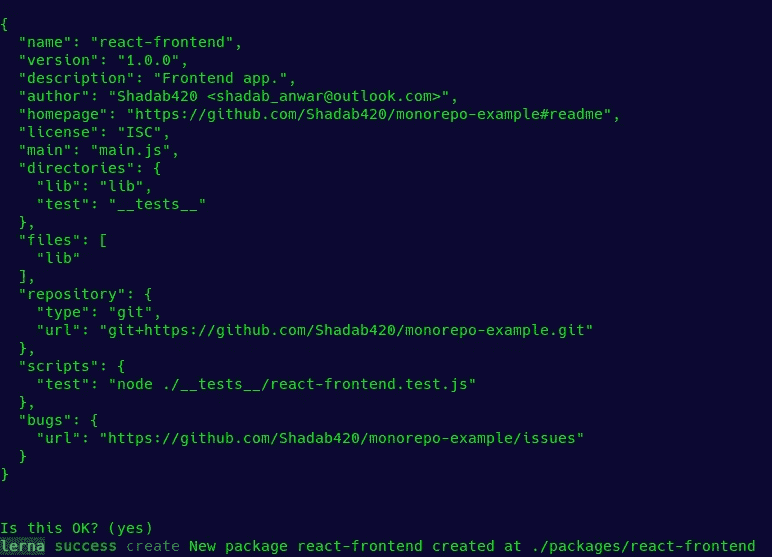 {
  "name": "react-frontend",
  "version": "1.0.0",
  "description": "Frontend app.",
  "author": "Shadab420 <shadab_anwar@outlook.com>",
  "homepage": "https://github.com/Shadab420/monorepo-example#readme",
  "license": "ISC",
  "main": "main.js",
  "directories": {
    "lib": "lib",
    "test": "__tests__"
  },
  "files": [
    "lib"
  ],
  "repository": {
    "type": "git",
    "url": "git+https://github.com/Shadab420/monorepo-example.git"
  },
  "scripts": {
    "test": "node ./__tests__/react-frontend.test.js"
  },
  "bugs": {
    "url": "https://github.com/Shadab420/monorepo-example/issues"
  }
}
Is this OK? (yes)
lerna success create New package react-frontend created at ./packages/react-frontend